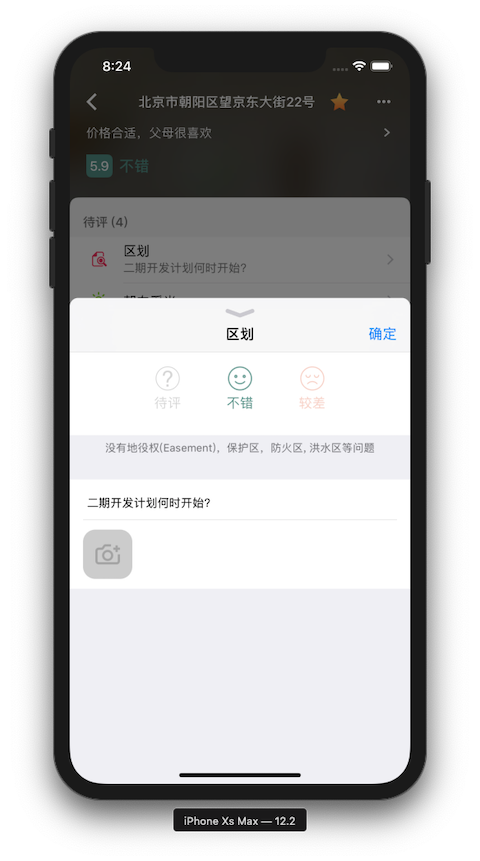 8:24
北京市朝阳区望京东大街22号
价格合适，父母很喜欢
5.9 不错
待评 (4)
区划
二期开发计划何时开始?
区划
确定
待评
不错
较差
没有地役权(Easement)，保护区，防火区, 洪水区等问题
二期开发计划何时开始?
iPhone Xs Max — 12.2